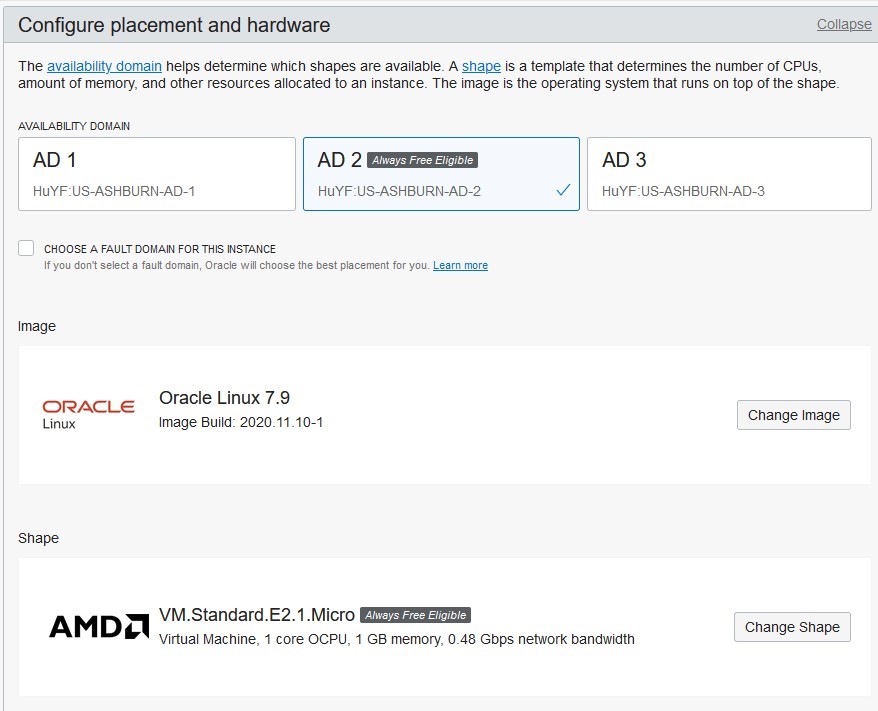 Configure placement and hardware
Collapse
The availability domain helps determine which shapes are available. A shape is a template that determines the number of CPUs,
amount of memory, and other resources allocated to an instance. The image is the operating system that runs on top of the shape.
AVAILABILITY DOMAIN
AD 1
HuYF:US-ASHBURN-AD-1
AD 2 Always Free Eligible
HuYF:US-ASHBURN-AD-2
AD 3
HuYF:US-ASHBURN-AD-3
CHOOSE A FAULT DOMAIN FOR THIS INSTANCE
If you don't select a fault domain, Oracle will choose the best placement for you. Learn more
Image
ORACLE
Linux
Oracle Linux 7.9
Image Build: 2020.11.10-1
Change Image
Shape
AMD
VM.Standard.E2.1.Micro Always Free Eligible
Virtual Machine, 1 core OCPU, 1 GB memory, 0.48 Gbps network bandwidth
Change Shape